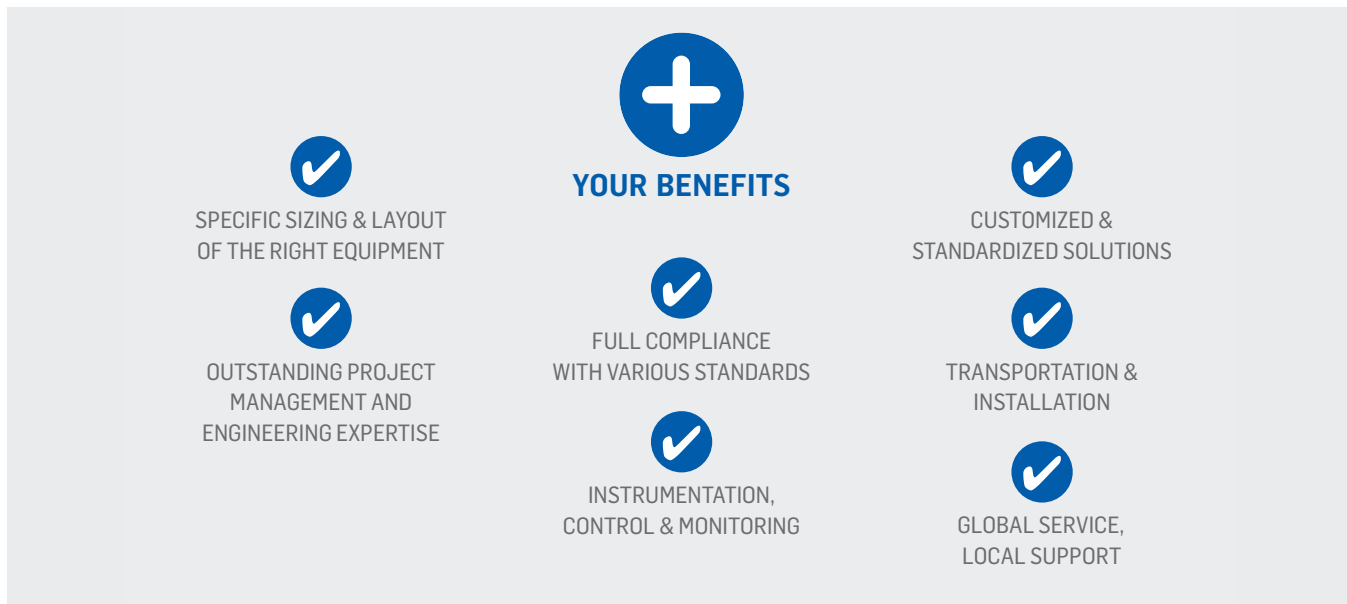 YOUR BENEFITS
SPECIFIC SIZING & LAYOUT
OF THE RIGHT EQUIPMENT
OUTSTANDING PROJECT
MANAGEMENT AND
ENGINEERING EXPERTISE
FULL COMPLIANCE
WITH VARIOUS STANDARDS
INSTRUMENTATION,
CONTROL & MONITORING
CUSTOMIZED &
STANDARDIZED SOLUTIONS
TRANSPORTATION &
INSTALLATION
GLOBAL SERVICE,
LOCAL SUPPORT